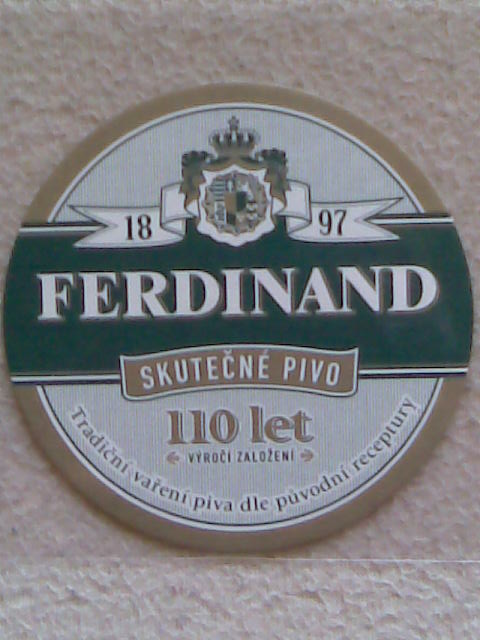 18 97
FERDINAND
SKUTEČNÉ PIVO
110 let
VÝROČÍ ZALOŽENÍ
Tradiční vaření piva dle původní receptury